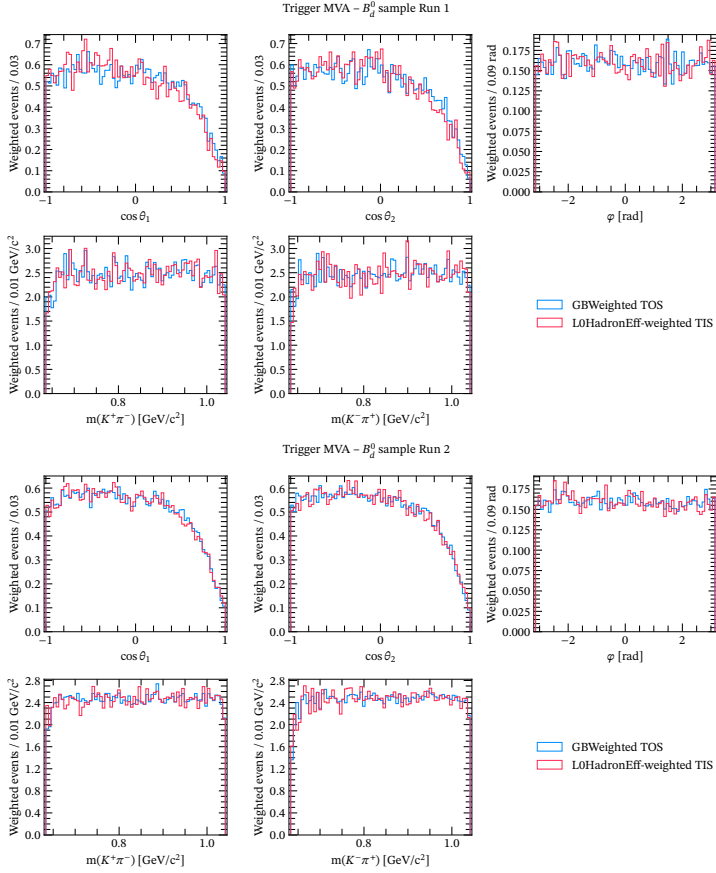 Trigger MVA – B_d^0 sample Run 1
Weighted events / 0.03
0.7
0.6
0.5
0.4
0.3
0.2
0.1
0.0
−1 0 1
cos θ₁
Weighted events / 0.03
0.7
0.6
0.5
0.4
0.3
0.2
0.1
0.0
−1 0 1
cos θ₂
Weighted events / 0.09 rad
0.175
0.150
0.125
0.100
0.075
0.050
0.025
0.000
−2 0 2
φ [rad]
Weighted events / 0.01 GeV/c²
3.0
2.5
2.0
1.5
1.0
0.5
0.0
0.8 1.0
m(K⁺π⁻) [GeV/c²]
Weighted events / 0.01 GeV/c²
3.0
2.5
2.0
1.5
1.0
0.5
0.0
0.8 1.0
m(K⁻π⁺) [GeV/c²]
GBWeighted TOS
L0HadronEff-weighted TIS
Trigger MVA – B_d^0 sample Run 2
Weighted events / 0.03
0.6
0.5
0.4
0.3
0.2
0.1
0.0
−1 0 1
cos θ₁
Weighted events / 0.03
0.6
0.5
0.4
0.3
0.2
0.1
0.0
−1 0 1
cos θ₂
Weighted events / 0.09 rad
0.175
0.150
0.125
0.100
0.075
0.050
0.025
0.000
−2 0 2
φ [rad]
Weighted events / 0.01 GeV/c²
2.8
2.4
2.0
1.6
1.2
0.8
0.4
0.0
0.8 1.0
m(K⁺π⁻) [GeV/c²]
Weighted events / 0.01 GeV/c²
2.8
2.4
2.0
1.6
1.2
0.8
0.4
0.0
0.8 1.0
m(K⁻π⁺) [GeV/c²]
GBWeighted TOS
L0HadronEff-weighted TIS